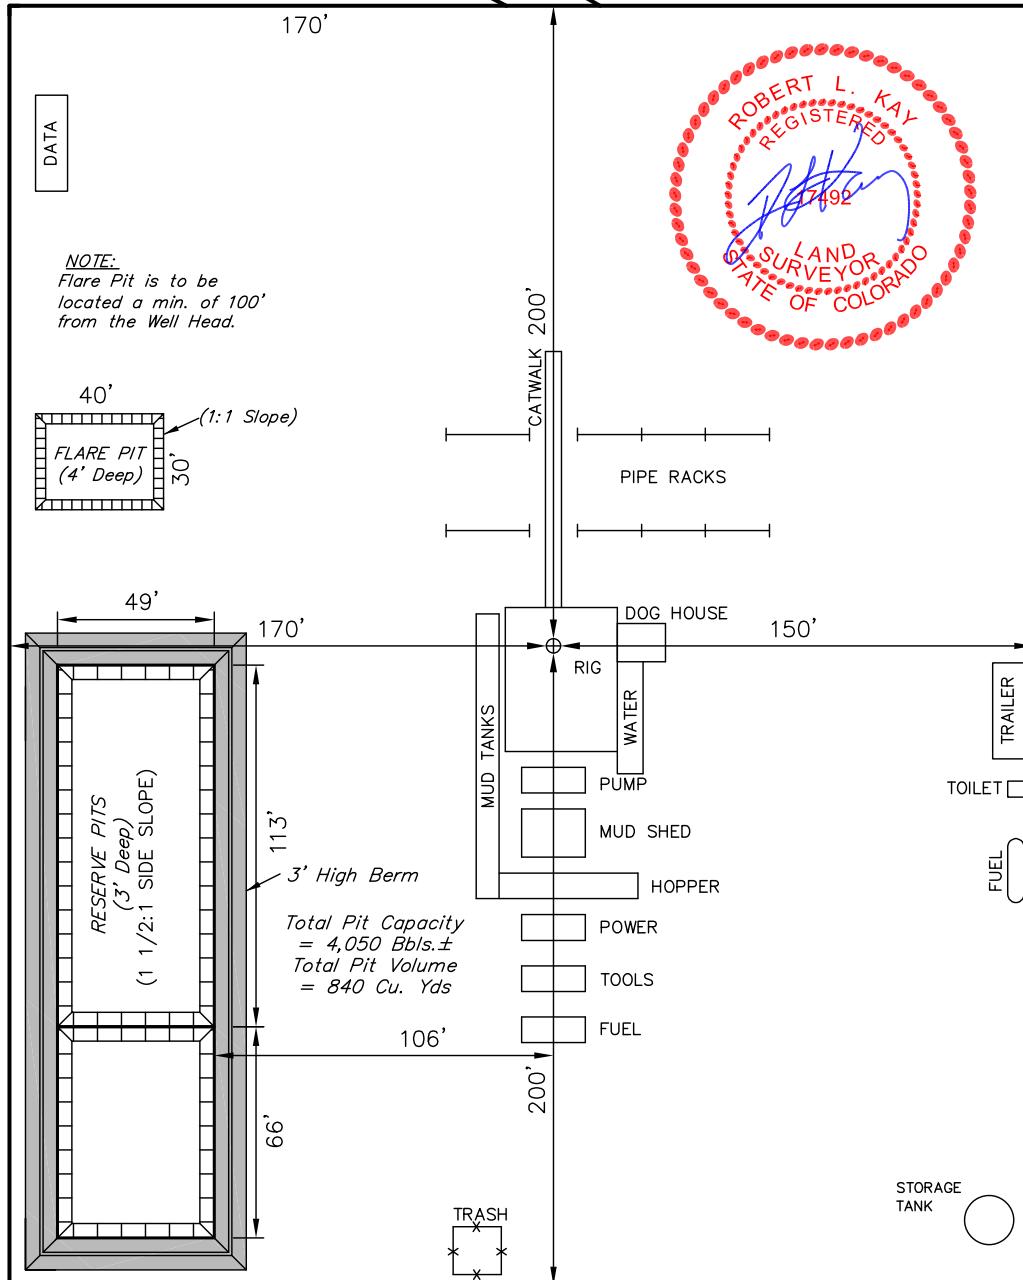 170'
DATA
ROBERT L. KAY
REGISTERED
17492
LAND
SURVEYOR
STATE OF COLORADO
NOTE:
Flare Pit is to be
located a min. of 100'
from the Well Head.
200'
CATWALK
40'
(1:1 Slope)
FLARE PIT
(4' Deep)
30'
PIPE RACKS
49'
170'
DOG HOUSE
150'
RIG
MUD TANKS
WATER
TRAILER
PUMP
TOILET
MUD SHED
RESERVE PITS
(3' Deep)
(1 1/2:1 SIDE SLOPE)
113'
3' High Berm
HOPPER
FUEL
Total Pit Capacity
= 4,050 Bbls.±
Total Pit Volume
= 840 Cu. Yds
POWER
TOOLS
FUEL
106'
200'
66'
STORAGE
TANK
TRASH